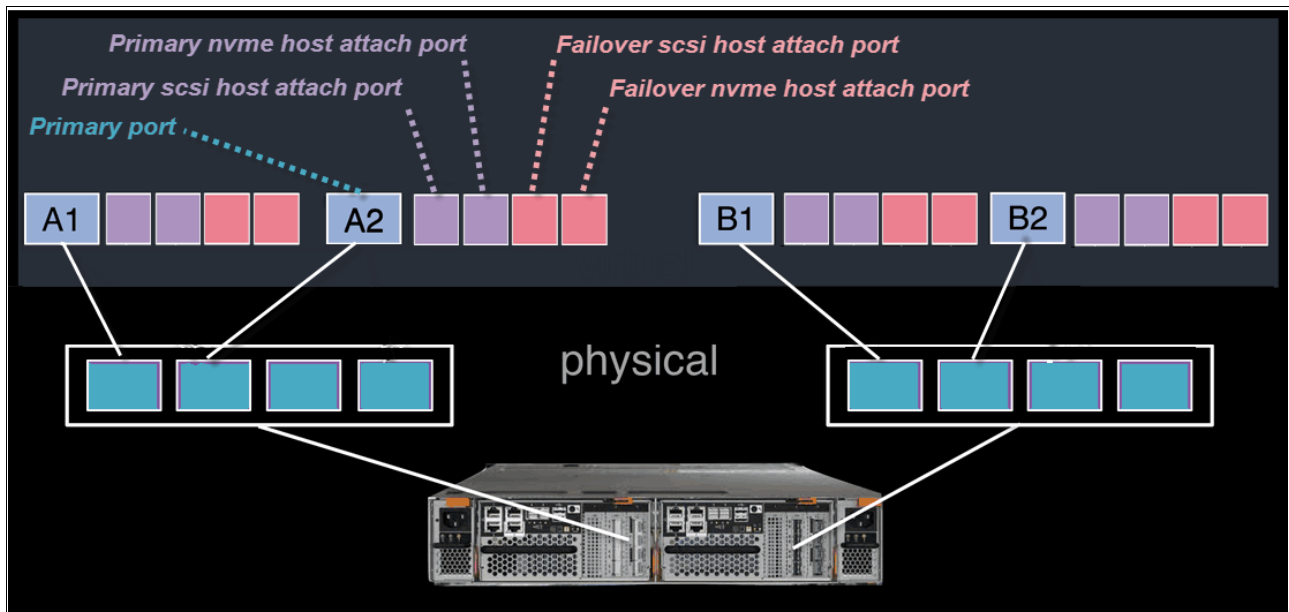 Primary nvme host attach port
Failover scsi host attach port
Primary scsi host attach port
Failover nvme host attach port
Primary port
A1
A2
B1
B2
physical